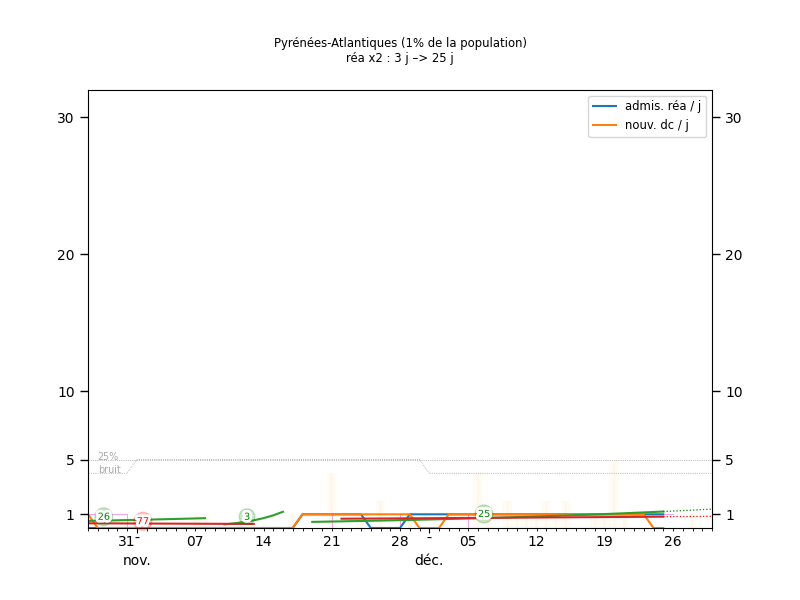 Pyrénées-Atlantiques (1% de la population)
réa x2 : 3 j –> 25 j
admis. réa / j
nouv. dc / j
30 30
20 20
10 10
25%
5 5
bruit
1 26 77 3 25 1
31 07 14 21 28 - 05 12 19 26
nov. déc.